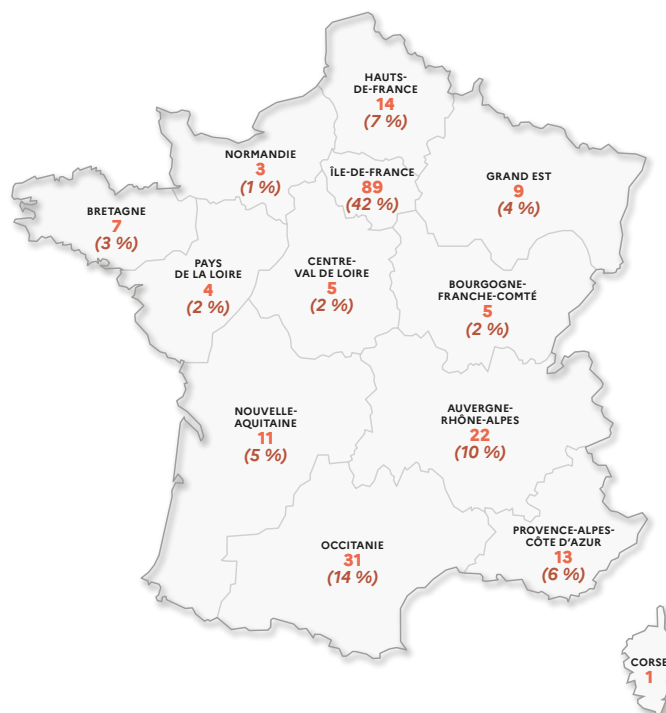 HAUTS-
DE-FRANCE
14
(7 %)
NORMANDIE
3
(1 %)
ÎLE-DE-FRANCE
89
(42 %)
GRAND EST
9
(4 %)
BRETAGNE
7
(3 %)
PAYS
DE LA LOIRE
4
(2 %)
CENTRE-
VAL DE LOIRE
5
(2 %)
BOURGOGNE-
FRANCHE-COMTÉ
5
(2 %)
NOUVELLE-
AQUITAINE
11
(5 %)
AUVERGNE-
RHÔNE-ALPES
22
(10 %)
OCCITANIE
31
(14 %)
PROVENCE-ALPES-
CÔTE D'AZUR
13
(6 %)
CORSE
1